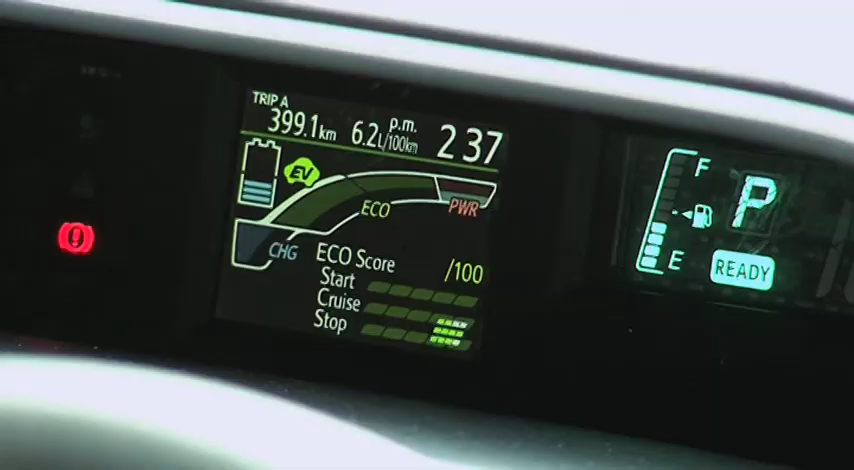 TRIP A
399.1km 6.2L/100km p.m. 2 37
EV
ECO
PWR
CHG
ECO Score /100
Start
Cruise
Stop
F
E
P
READY